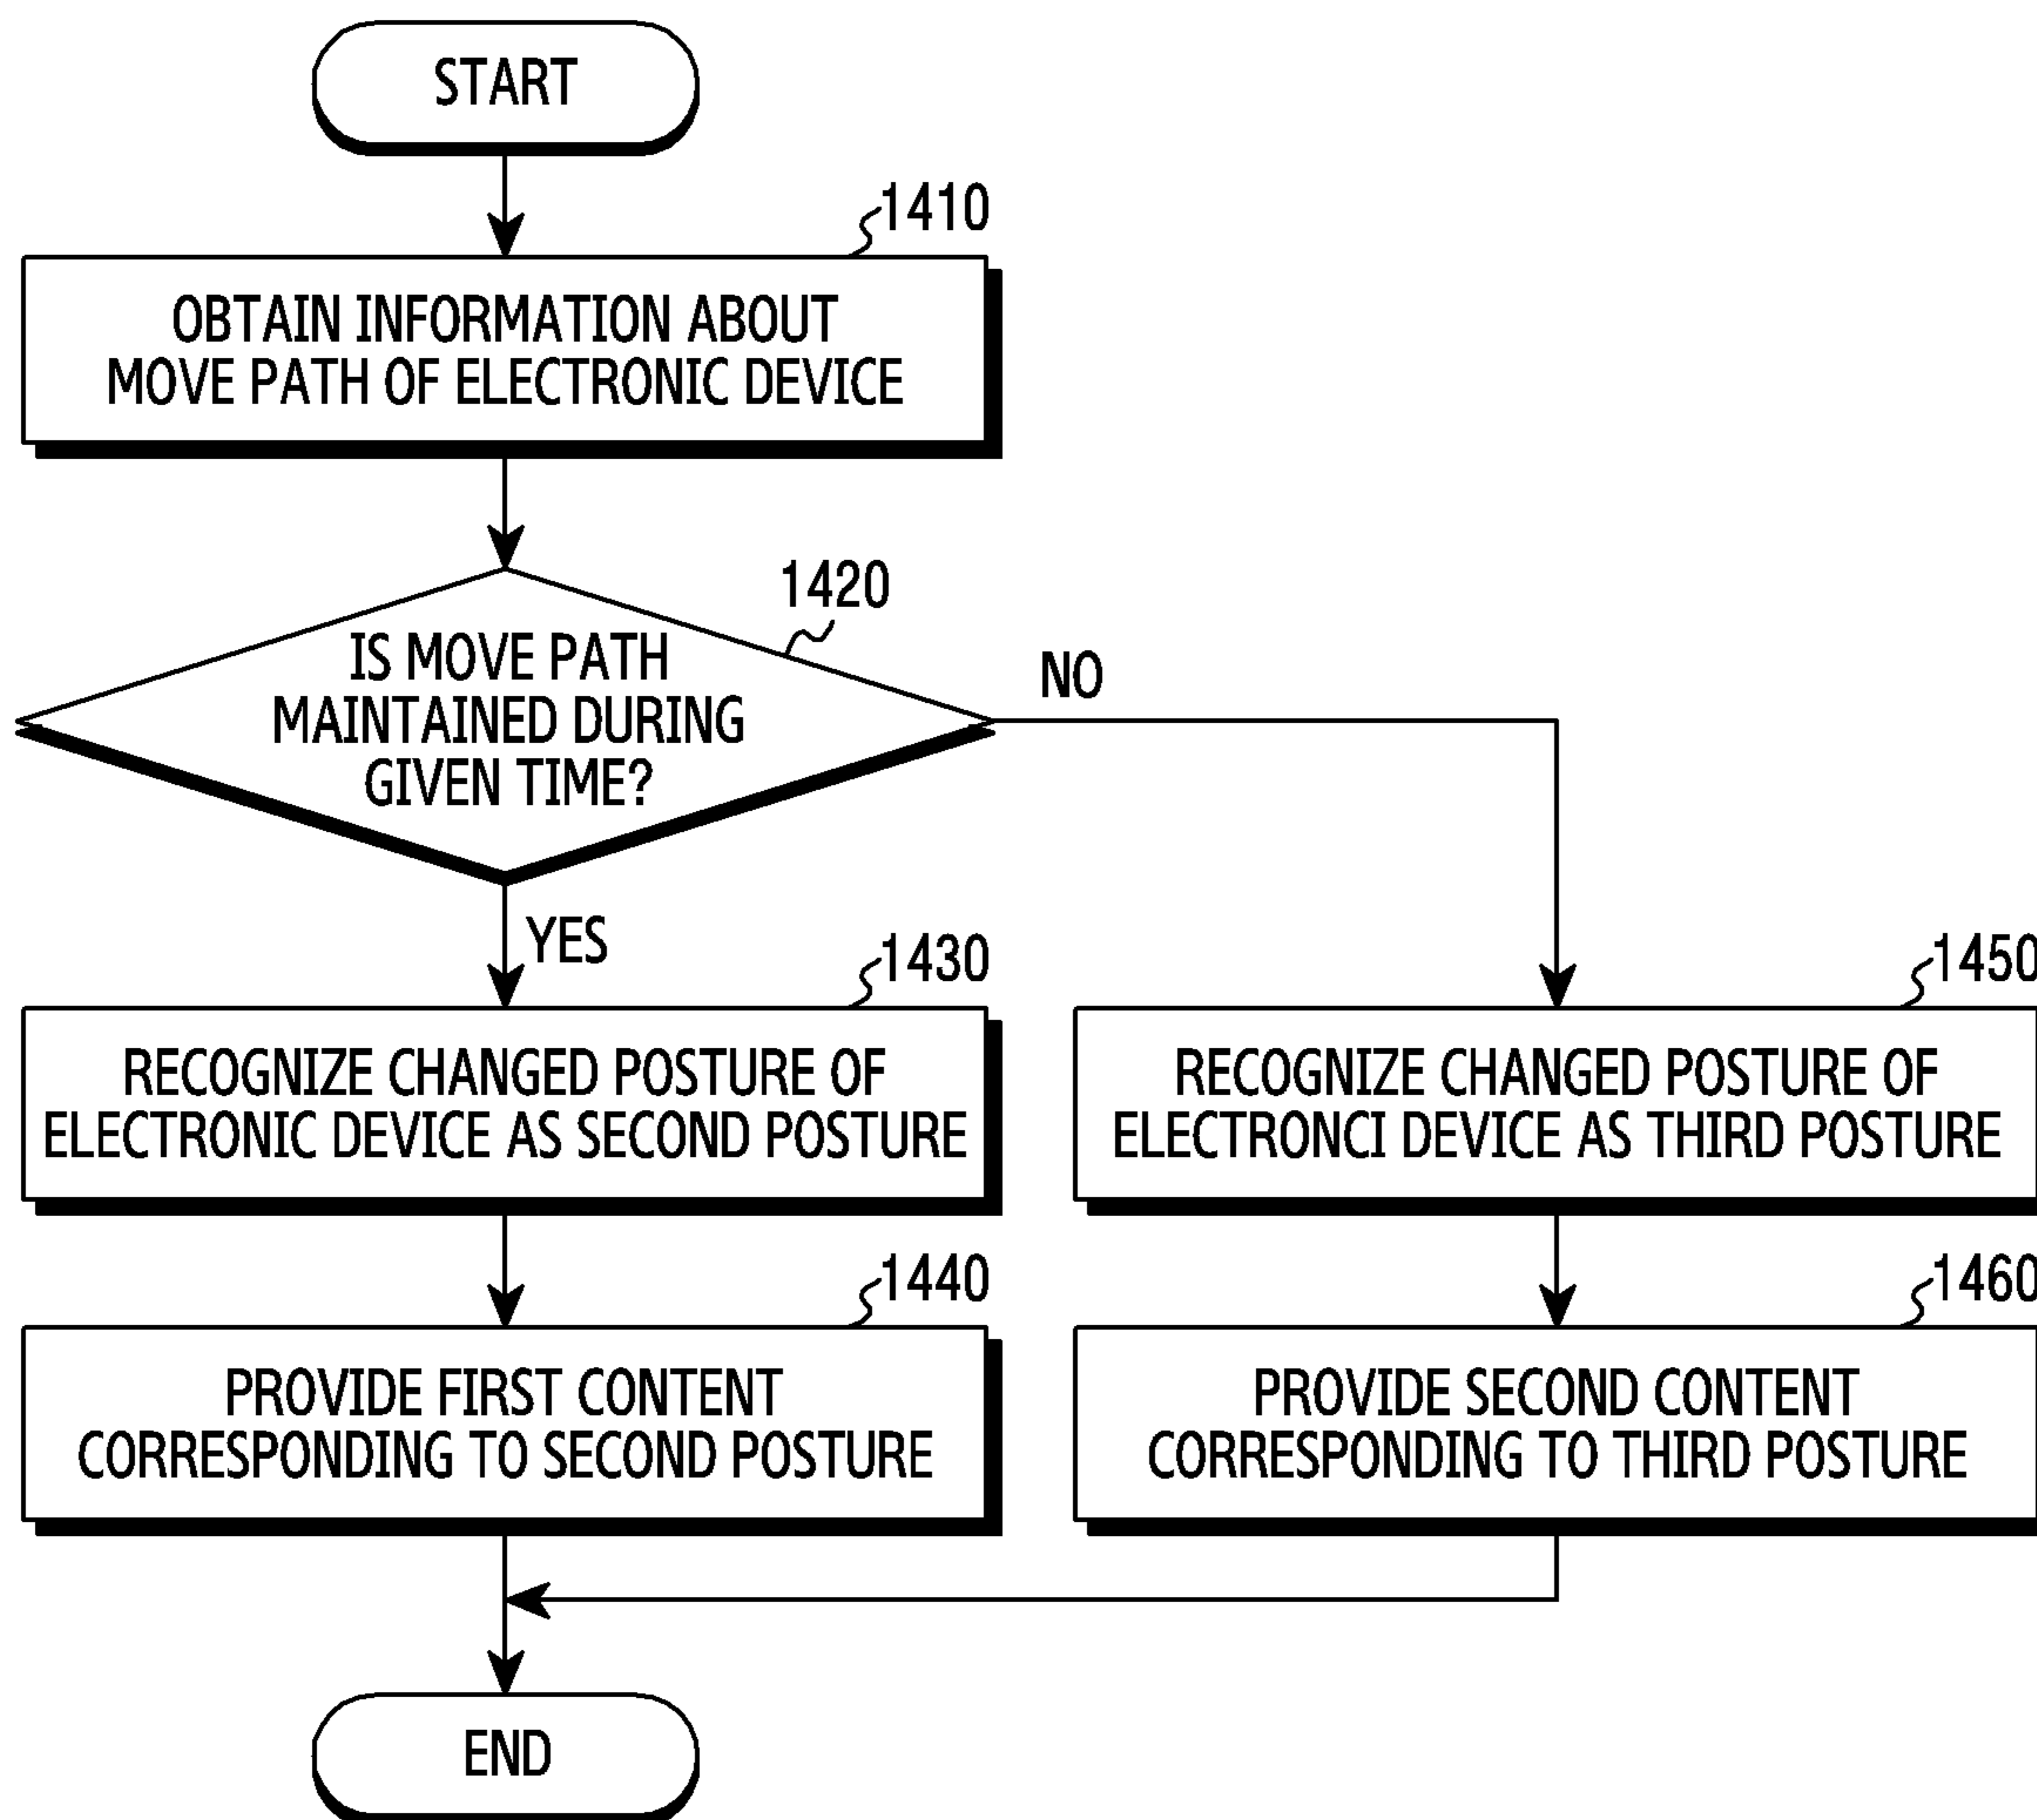 START
1410
OBTAIN INFORMATION ABOUT
MOVE PATH OF ELECTRONIC DEVICE
1420
IS MOVE PATH
MAINTAINED DURING
GIVEN TIME?
NO
YES
1430
RECOGNIZE CHANGED POSTURE OF
ELECTRONIC DEVICE AS SECOND POSTURE
1450
RECOGNIZE CHANGED POSTURE OF
ELECTRONCI DEVICE AS THIRD POSTURE
1440
PROVIDE FIRST CONTENT
CORRESPONDING TO SECOND POSTURE
1460
PROVIDE SECOND CONTENT
CORRESPONDING TO THIRD POSTURE
END